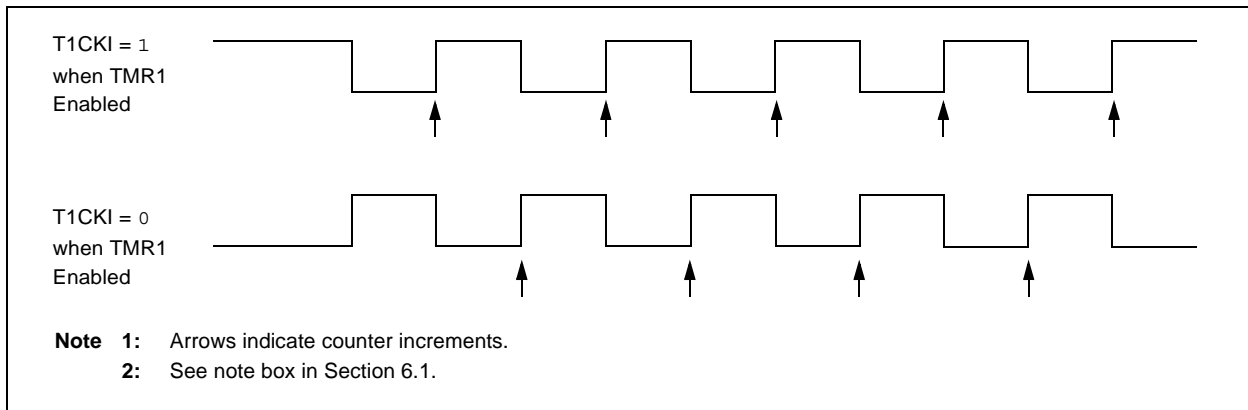 T1CKI = 1
when TMR1
Enabled
T1CKI = 0
when TMR1
Enabled
Note 1: Arrows indicate counter increments.
2: See note box in Section 6.1.